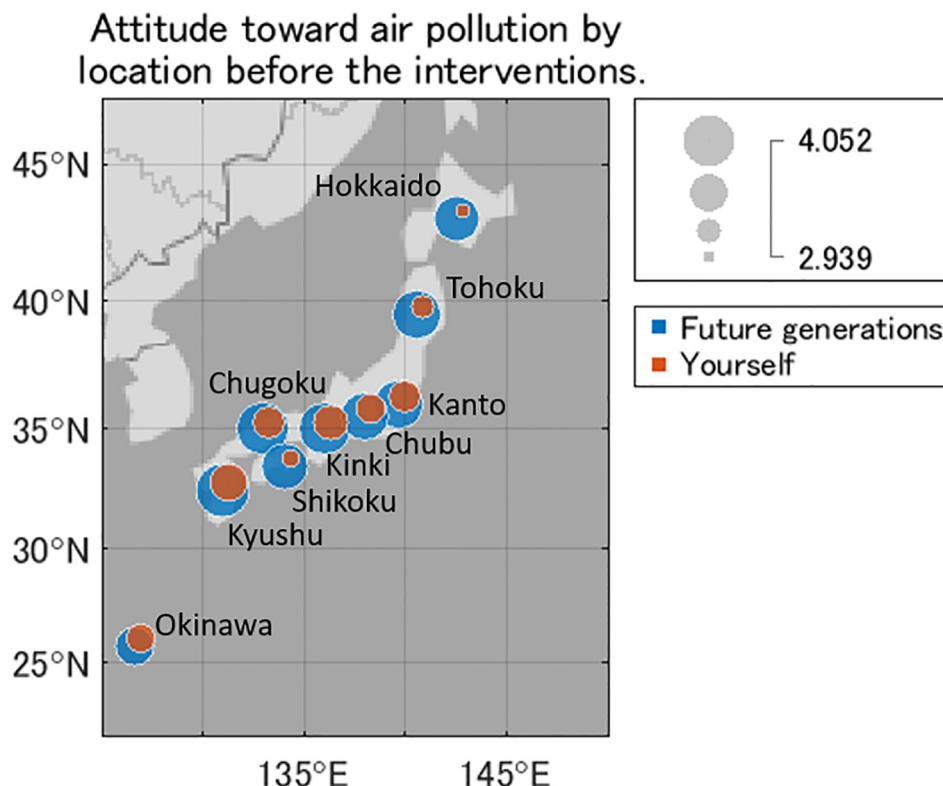 Attitude toward air pollution by
location before the interventions.
45°N
40°N
35°N
30°N
25°N
135°E
145°E
Hokkaido
Tohoku
Chugoku
Kanto
Chubu
Kinki
Shikoku
Kyushu
Okinawa
4.052
2.939
Future generations
Yourself